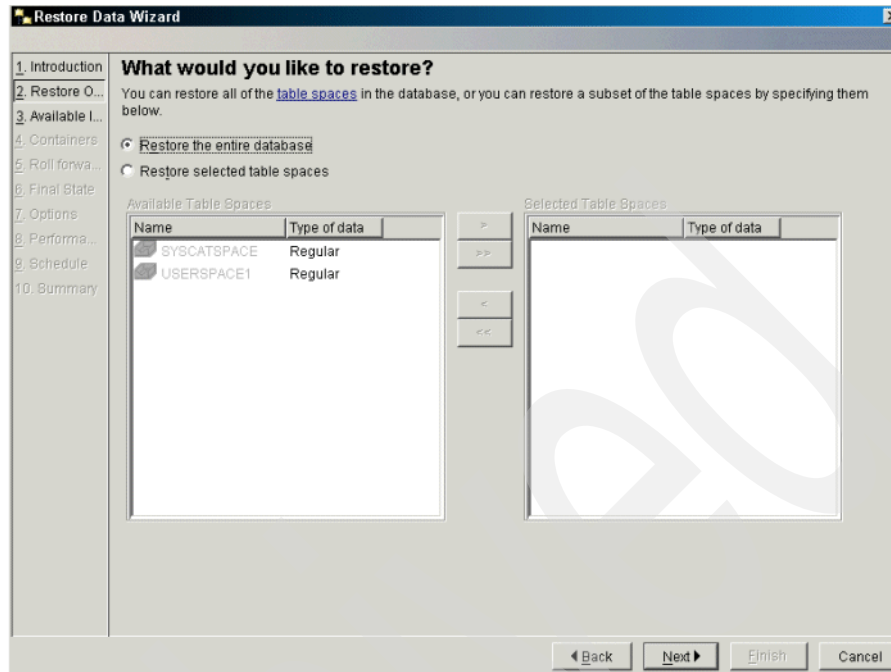 Restore Data Wizard
1. Introduction
2. Restore O...
3. Available I...
4. Containers
5. Roll forwa...
6. Final State
7. Options
8. Performa...
9. Schedule
10. Summary
What would you like to restore?
You can restore all of the table spaces in the database, or you can restore a subset of the table spaces by specifying them
below.
Restore the entire database
Restore selected table spaces
Available Table Spaces
Name Type of data
SYSCATSPACE Regular
USERSPACE1 Regular
>
>>
<
<<
Selected Table Spaces
Name Type of data
Back Next Finish Cancel